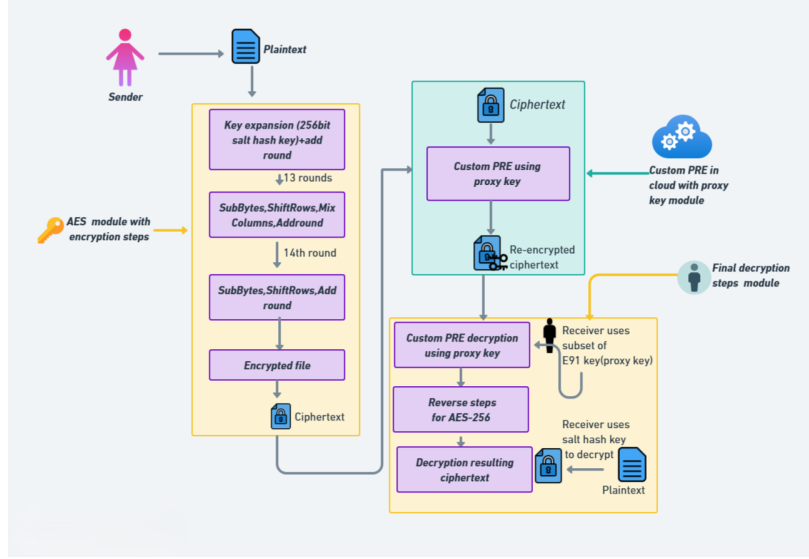 Sender
Plaintext
Key expansion (256bit
salt hash key)+add
round
13 rounds
SubBytes,ShiftRows,Mix
Columns,Addround
14th round
SubBytes,ShiftRows,Add
round
Encrypted file
Ciphertext
AES module with
encryption steps
Ciphertext
Custom PRE using
proxy key
Re-encrypted
ciphertext
Custom PRE in
cloud with proxy
key module
Final decryption
steps module
Custom PRE decryption
using proxy key
Receiver uses
subset of
E91 key(proxy key)
Reverse steps
for AES-256
Receiver uses
salt hash key
to decrypt
Decryption resulting
ciphertext
Plaintext